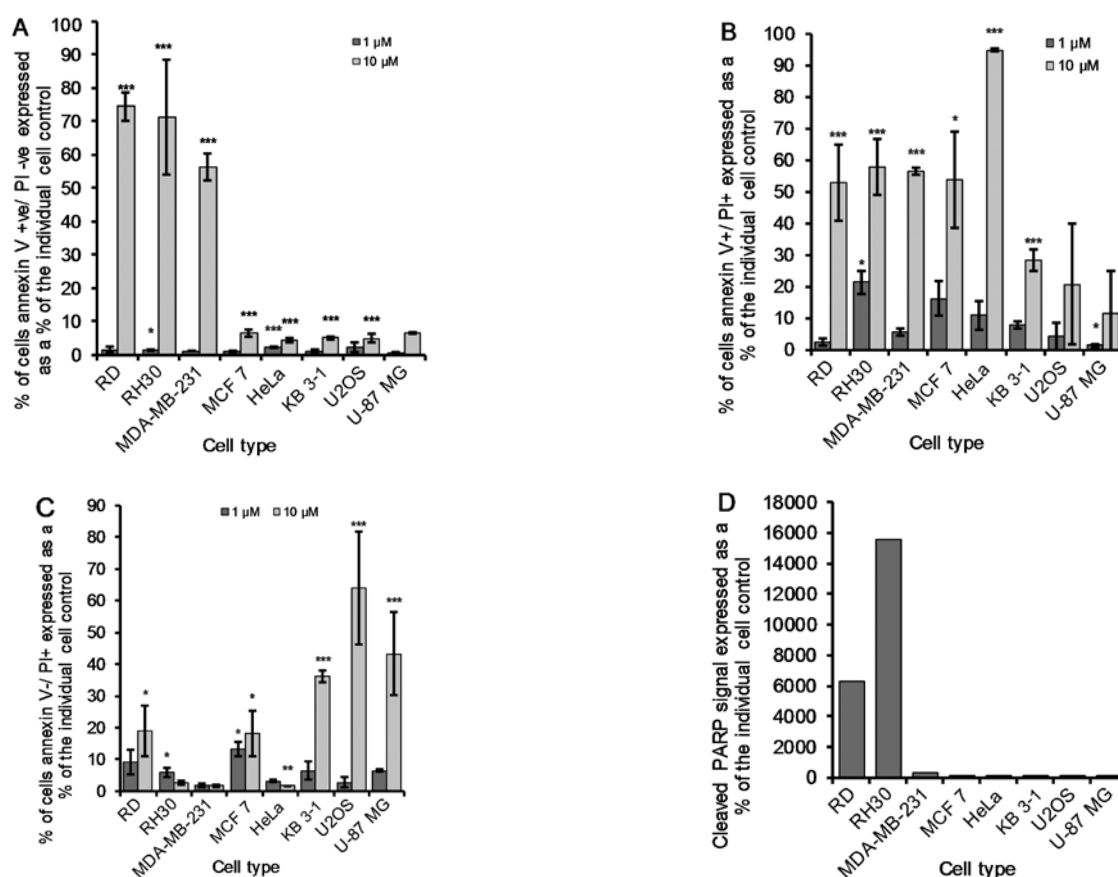 A
% of cells annexin V +ve/ PI -ve expressed
as a % of the individual cell control
100
90
80
70
60
50
40
30
20
10
0
1 µM
10 µM
***
***
*
***
***
***
***
***
***
RD
RH30
MDA-MB-231
MCF 7
HeLa
KB 3-1
U2OS
U-87 MG
Cell type
B
% of cells annexin V+/ PI+ expressed as a
% of the individual cell control
100
90
80
70
60
50
40
30
20
10
0
1 µM
10 µM
***
*
***
***
*
***
***
*
RD
RH30
MDA-MB-231
MCF 7
HeLa
KB 3-1
U2OS
U-87 MG
Cell type
C
% of cells annexin V-/ PI+ expressed as a
% of the individual cell control
90
80
70
60
50
40
30
20
10
0
1 µM
10 µM
*
*
*
*
**
***
***
***
RD
RH30
MDA-MB-231
MCF 7
HeLa
KB 3-1
U2OS
U-87 MG
Cell type
D
Cleaved PARP signal expressed as a
% of the individual cell control
18000
16000
14000
12000
10000
8000
6000
4000
2000
0
RD
RH30
MDA-MB-231
MCF 7
HeLa
KB 3-1
U2OS
U-87 MG
Cell type